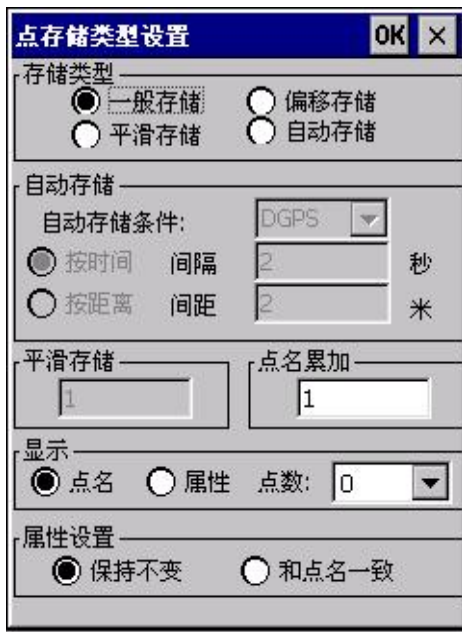 点存储类型设置 OK ×
存储类型
一般存储 偏移存储
平滑存储 自动存储
自动存储
自动存储条件: DGPS
按时间 间隔 2 秒
按距离 间距 2 米
平滑存储 点名累加
1 1
显示
点名 属性 点数: 0
属性设置
保持不变 和点名一致